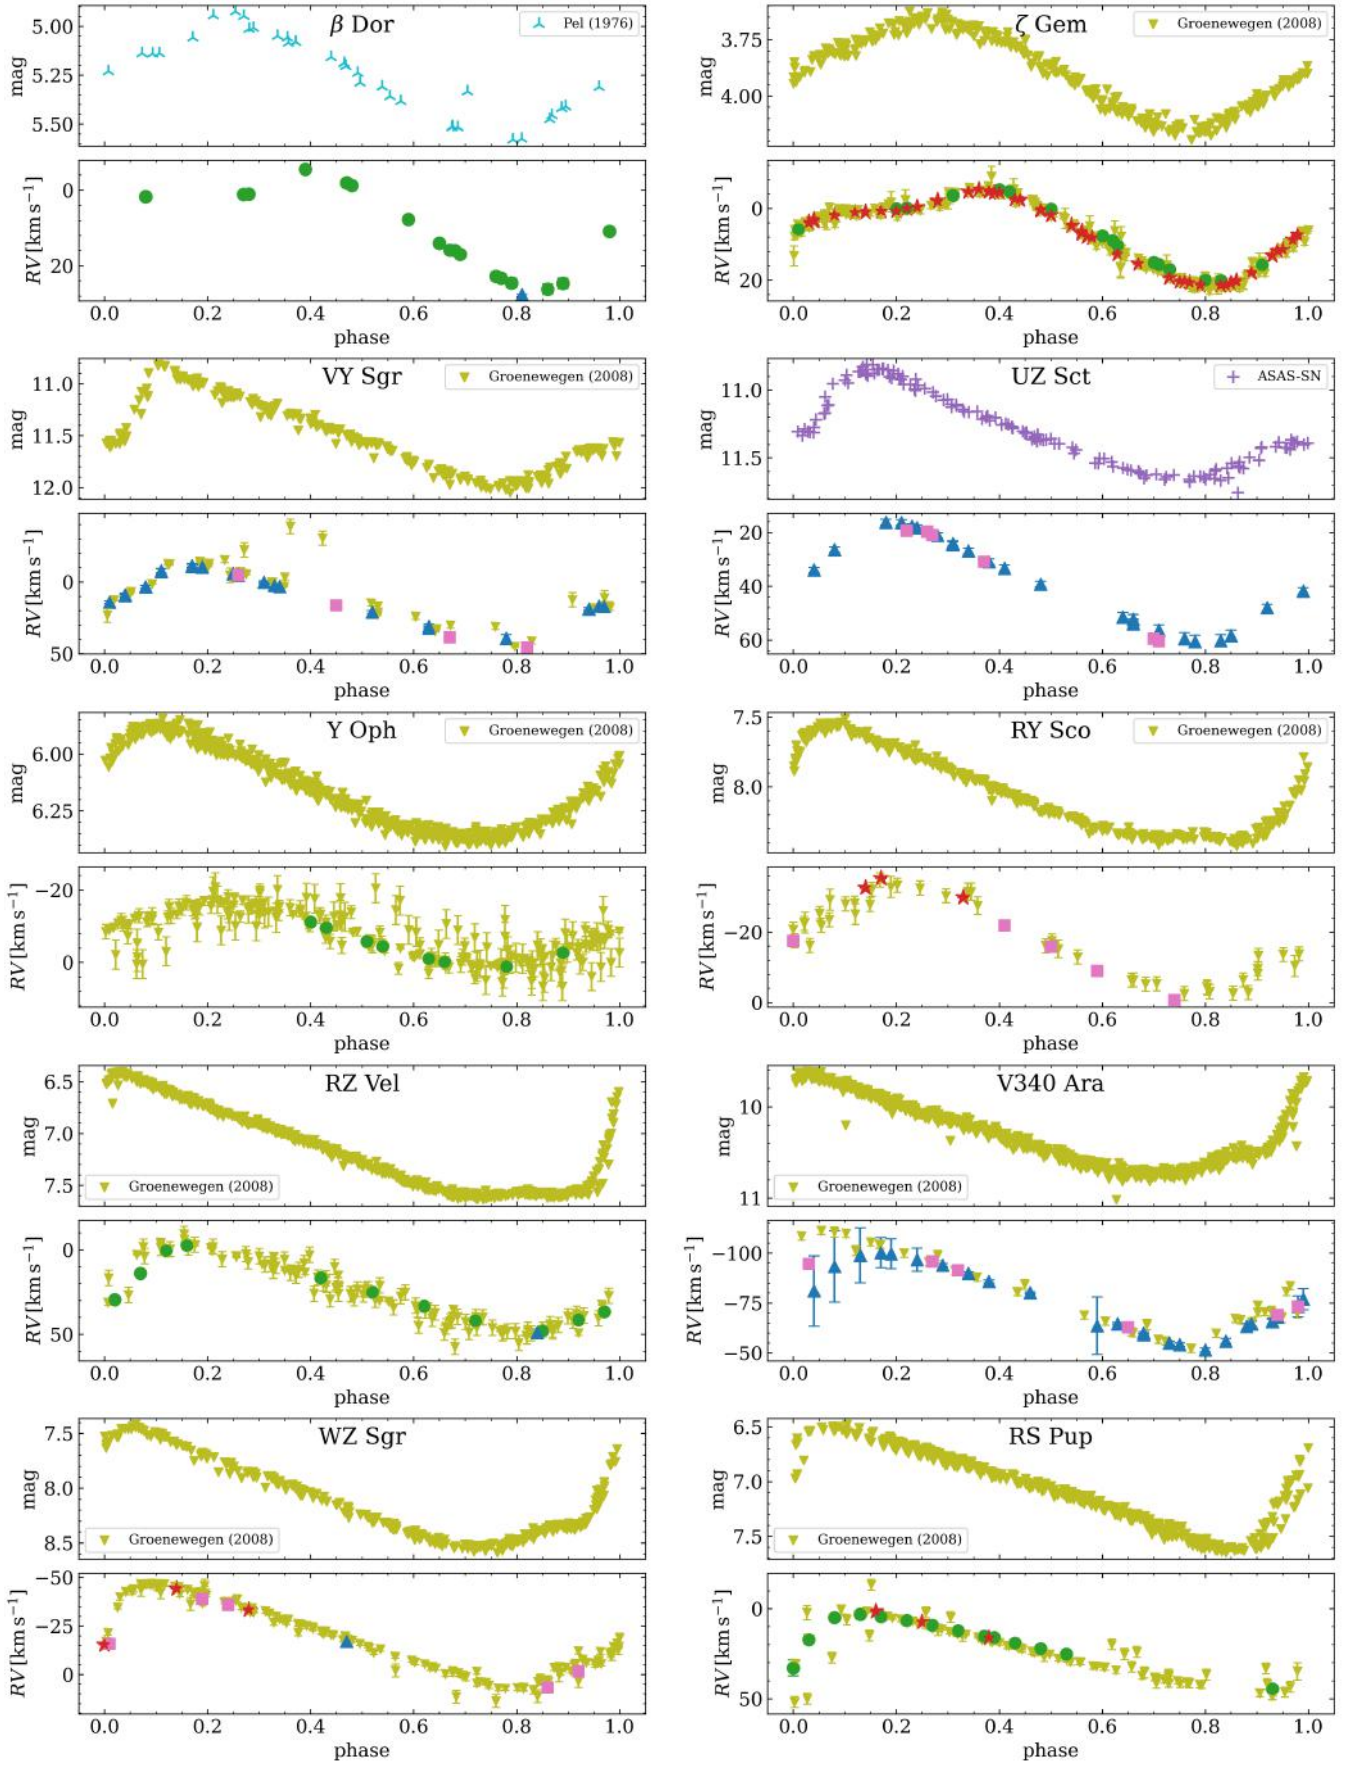 β Dor
Pel (1976)
mag
5.00
5.25
5.50
RV[km s⁻¹]
0
20
0.0 0.2 0.4 0.6 0.8 1.0
phase
ζ Gem
Groenewegen (2008)
mag
3.75
4.00
RV[km s⁻¹]
0
20
0.0 0.2 0.4 0.6 0.8 1.0
phase
VY Sgr
Groenewegen (2008)
mag
11.0
11.5
12.0
RV[km s⁻¹]
0
50
0.0 0.2 0.4 0.6 0.8 1.0
phase
UZ Sct
ASAS-SN
mag
11.0
11.5
RV[km s⁻¹]
20
40
60
0.0 0.2 0.4 0.6 0.8 1.0
phase
Y Oph
Groenewegen (2008)
mag
6.00
6.25
RV[km s⁻¹]
−20
−10
0
0.0 0.2 0.4 0.6 0.8 1.0
phase
RY Sco
Groenewegen (2008)
mag
7.5
8.0
RV[km s⁻¹]
−20
0
0.0 0.2 0.4 0.6 0.8 1.0
phase
RZ Vel
Groenewegen (2008)
mag
6.5
7.0
7.5
RV[km s⁻¹]
0
50
0.0 0.2 0.4 0.6 0.8 1.0
phase
V340 Ara
Groenewegen (2008)
mag
10
11
RV[km s⁻¹]
−100
−75
−50
0.0 0.2 0.4 0.6 0.8 1.0
phase
WZ Sgr
Groenewegen (2008)
mag
7.5
8.0
8.5
RV[km s⁻¹]
−50
−25
0
0.0 0.2 0.4 0.6 0.8 1.0
phase
RS Pup
Groenewegen (2008)
mag
6.5
7.0
7.5
RV[km s⁻¹]
0
50
0.0 0.2 0.4 0.6 0.8 1.0
phase